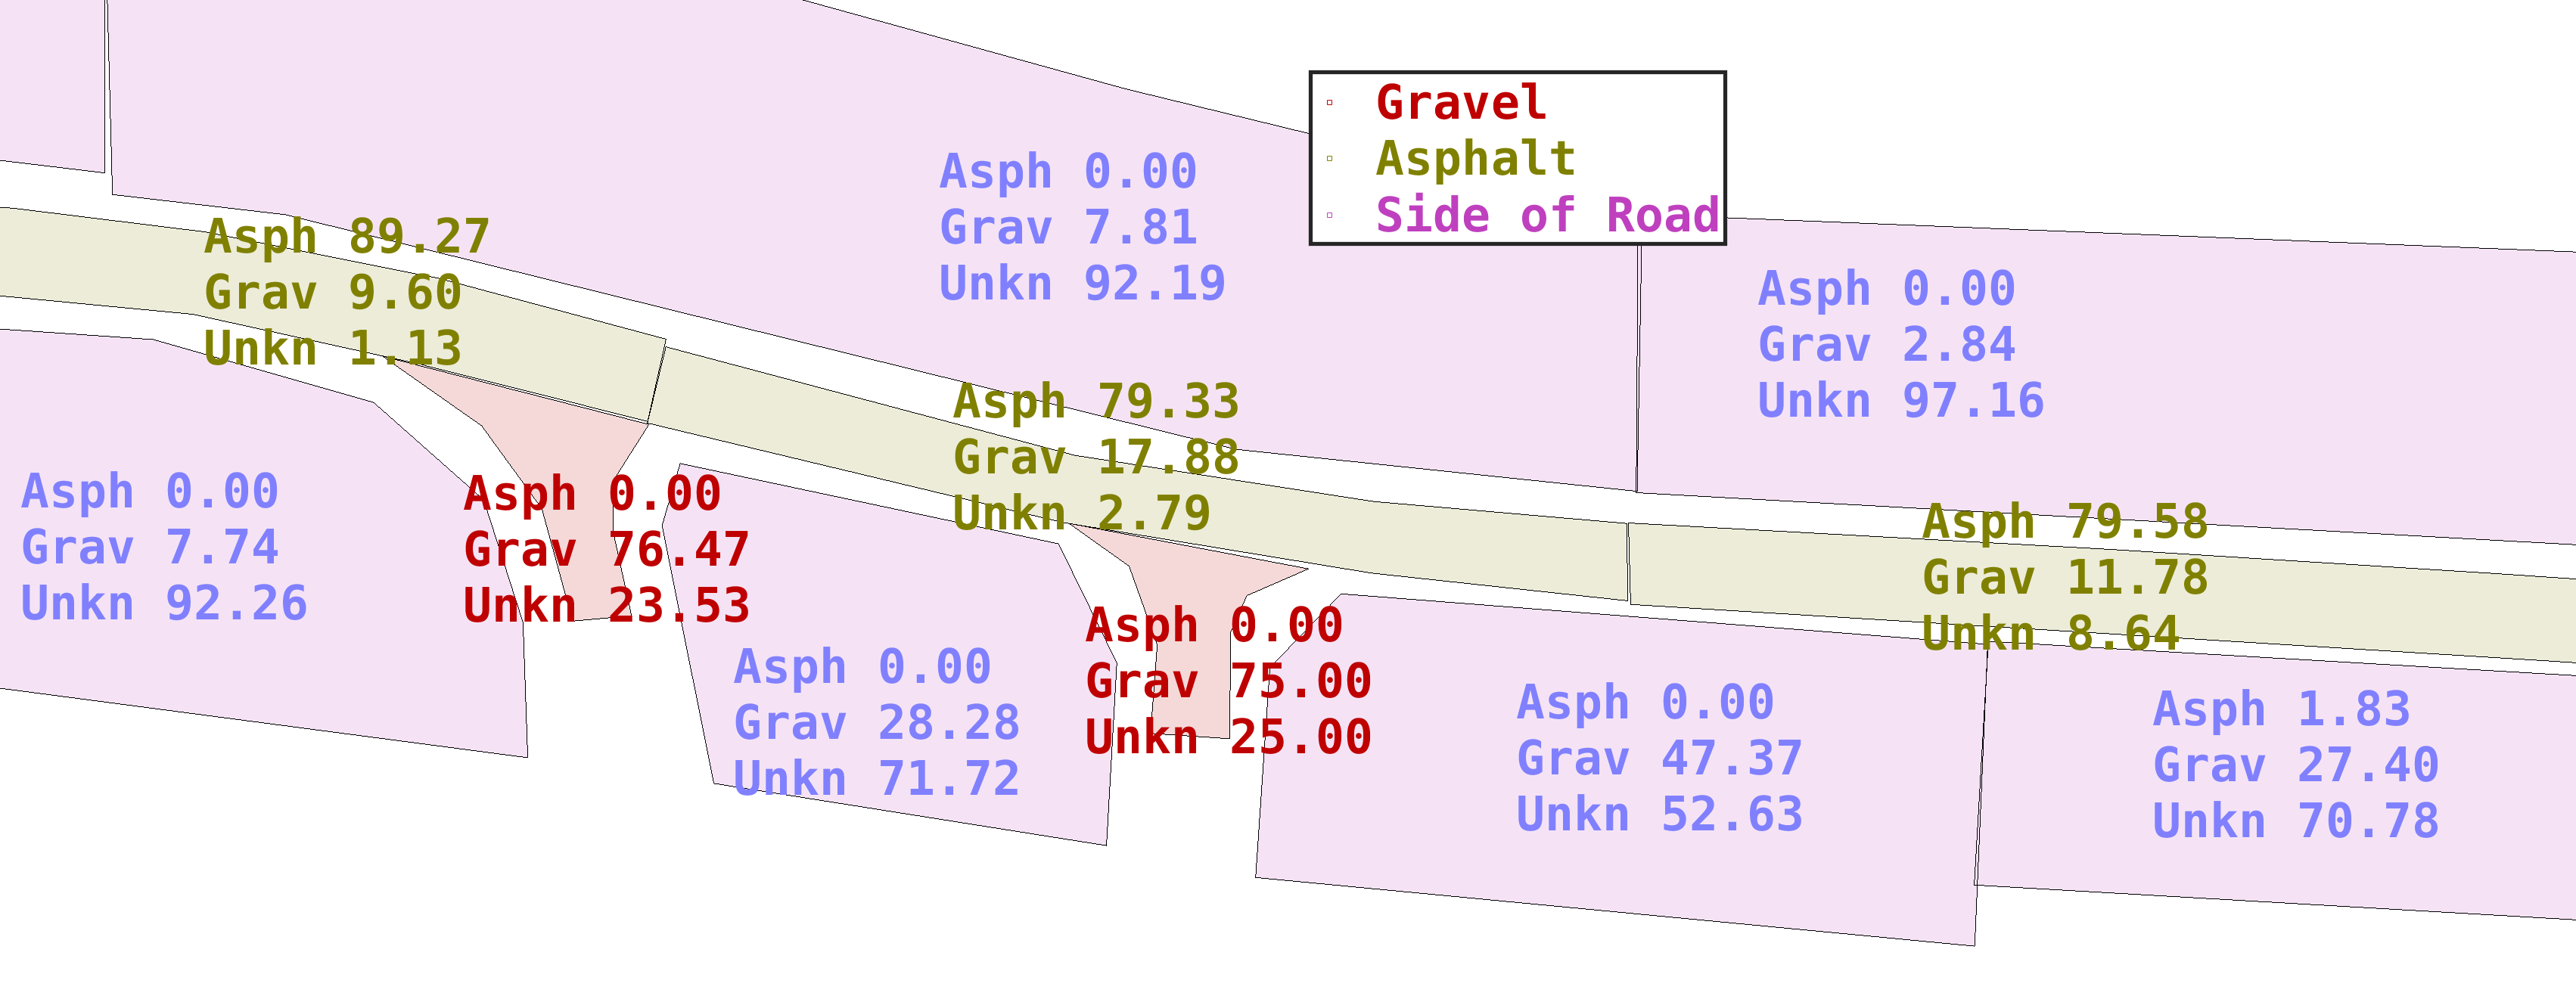 Gravel
Asphalt
Side of Road
Asph 0.00
Grav 7.81
Unkn 92.19
Asph 89.27
Grav 9.60
Unkn 1.13
Asph 0.00
Grav 2.84
Unkn 97.16
Asph 79.33
Grav 17.88
Unkn 2.79
Asph 0.00
Grav 7.74
Unkn 92.26
Asph 0.00
Grav 76.47
Unkn 23.53
Asph 79.58
Grav 11.78
Unkn 8.64
Asph 0.00
Grav 75.00
Unkn 25.00
Asph 0.00
Grav 28.28
Unkn 71.72
Asph 0.00
Grav 47.37
Unkn 52.63
Asph 1.83
Grav 27.40
Unkn 70.78